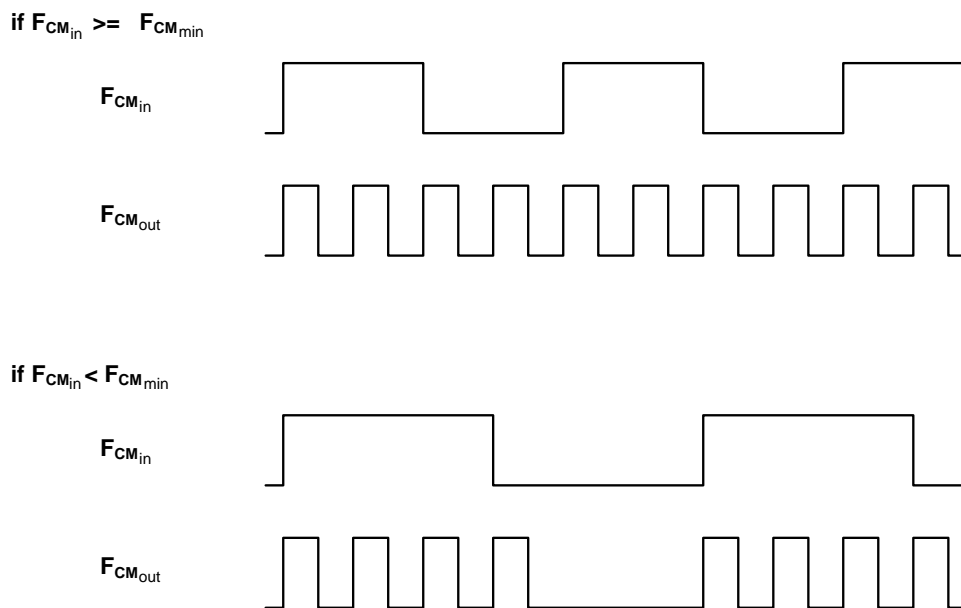 if FCMin >= FCMmin
FCMin
FCMout
if FCMin < FCMmin
FCMin
FCMout